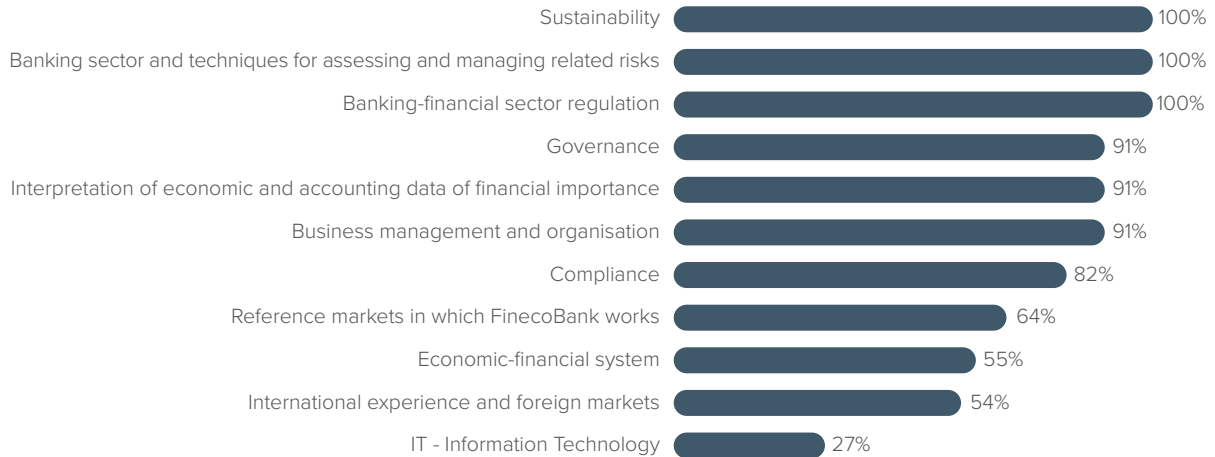 Sustainability 100%
Banking sector and techniques for assessing and managing related risks 100%
Banking-financial sector regulation 100%
Governance 91%
Interpretation of economic and accounting data of financial importance 91%
Business management and organisation 91%
Compliance 82%
Reference markets in which FinecoBank works 64%
Economic-financial system 55%
International experience and foreign markets 54%
IT - Information Technology 27%